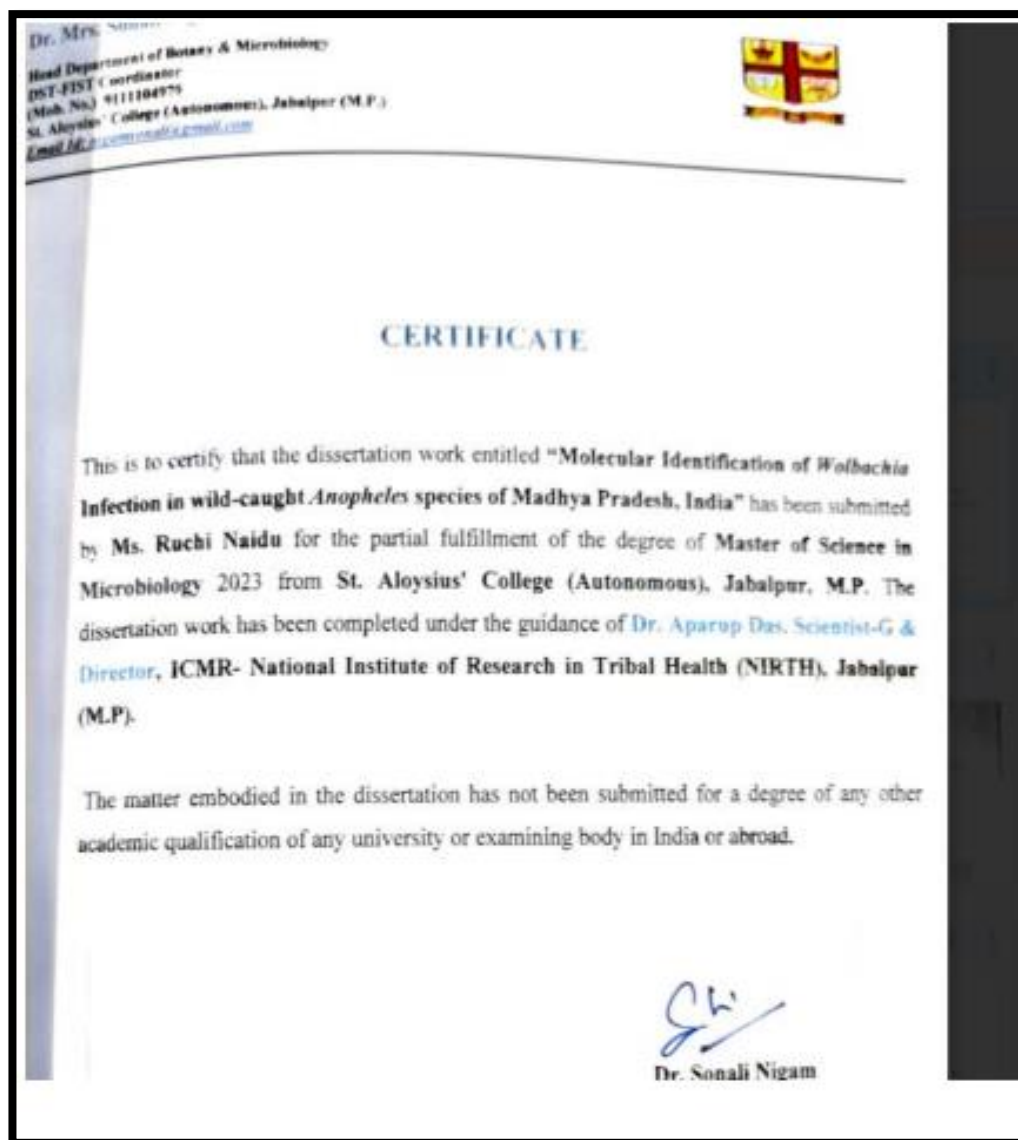 Dr. Mrs.
Head Department of Botany & Microbiology
DST-FIST Coordinator
(Mob. No.) 9111104975
St. Aloysius' College (Autonomous), Jabalpur (M.P.)
Email Id:
CERTIFICATE
This is to certify that the dissertation work entitled “Molecular Identification of Wolbachia
Infection in wild-caught Anopheles species of Madhya Pradesh, India” has been submitted
by Ms. Ruchi Naidu for the partial fulfillment of the degree of Master of Science in
Microbiology 2023 from St. Aloysius' College (Autonomous), Jabalpur, M.P. The
dissertation work has been completed under the guidance of Dr. Aparup Das, Scientist-G &
Director, ICMR- National Institute of Research in Tribal Health (NIRTH), Jabalpur
(M.P).
The matter embodied in the dissertation has not been submitted for a degree of any other
academic qualification of any university or examining body in India or abroad.
Dr. Sonali Nigam